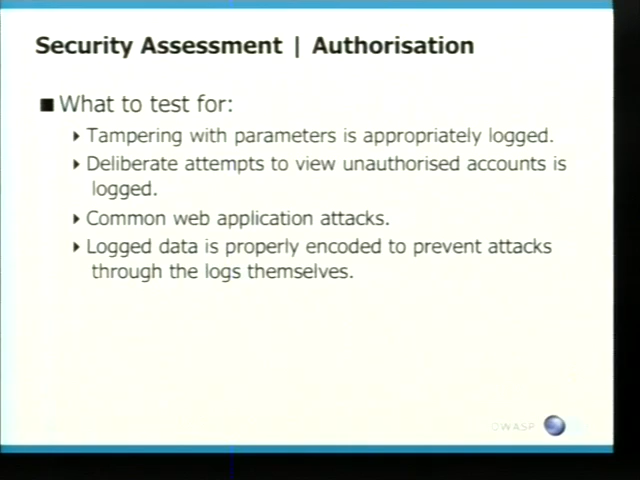 Security Assessment | Authorisation
■ What to test for:
‣ Tampering with parameters is appropriately logged.
‣ Deliberate attempts to view unauthorised accounts is
logged.
‣ Common web application attacks.
‣ Logged data is properly encoded to prevent attacks
through the logs themselves.
OWASP